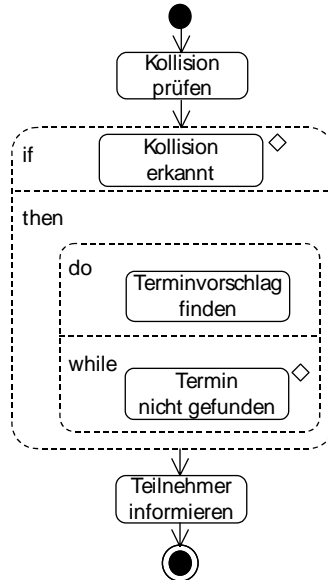 Kollision
prüfen
if
Kollision
erkannt
then
do
Terminvorschlag
finden
while
Termin
nicht gefunden
Teilnehmer
informieren